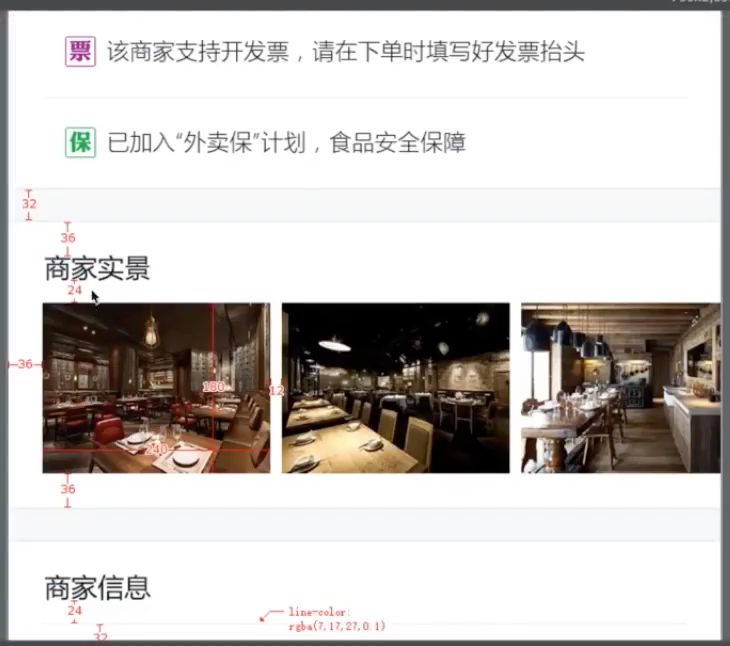 票 该商家支持开发票，请在下单时填写好发票抬头
保 已加入“外卖保”计划，食品安全保障
32
36
商家实景
24
36
180
12
240
36
商家信息
24
line-color:
rgba(7,17,27,0.1)
32